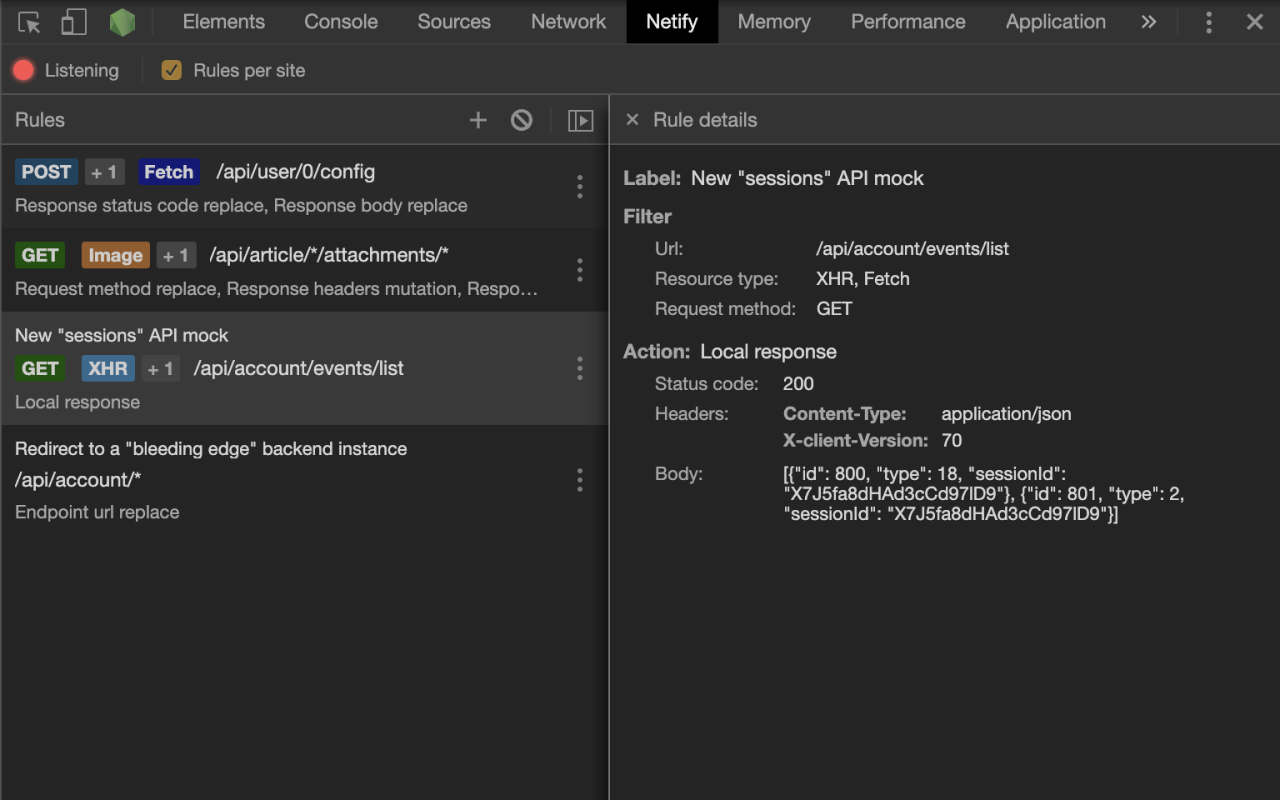 Elements Console Sources Network Netify Memory Performance Application »
Listening Rules per site
Rules
Rule details
POST + 1 Fetch /api/user/0/config
Response status code replace, Response body replace
GET Image + 1 /api/article/*/attachments/*
Request method replace, Response headers mutation, Respo…
New "sessions" API mock
GET XHR + 1 /api/account/events/list
Local response
Redirect to a "bleeding edge" backend instance
/api/account/*
Endpoint url replace
Label: New "sessions" API mock
Filter
Url: /api/account/events/list
Resource type: XHR, Fetch
Request method: GET
Action: Local response
Status code: 200
Headers: Content-Type: application/json
X-client-Version: 70
Body: [{"id": 800, "type": 18, "sessionId":
"X7J5fa8dHAd3cCd97lD9"}, {"id": 801, "type": 2,
"sessionId": "X7J5fa8dHAd3cCd97lD9"}]